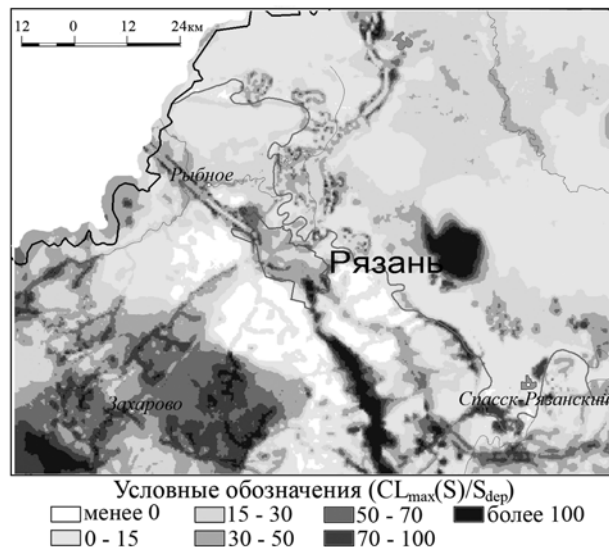 12 0 12 24км
Рыбное
Рязань
Захарово
Спасск-Рязанский
Условные обозначения (CLmax(S)/Sdep)
менее 0 15 - 30 50 - 70 более 100
0 - 15 30 - 50 70 - 100